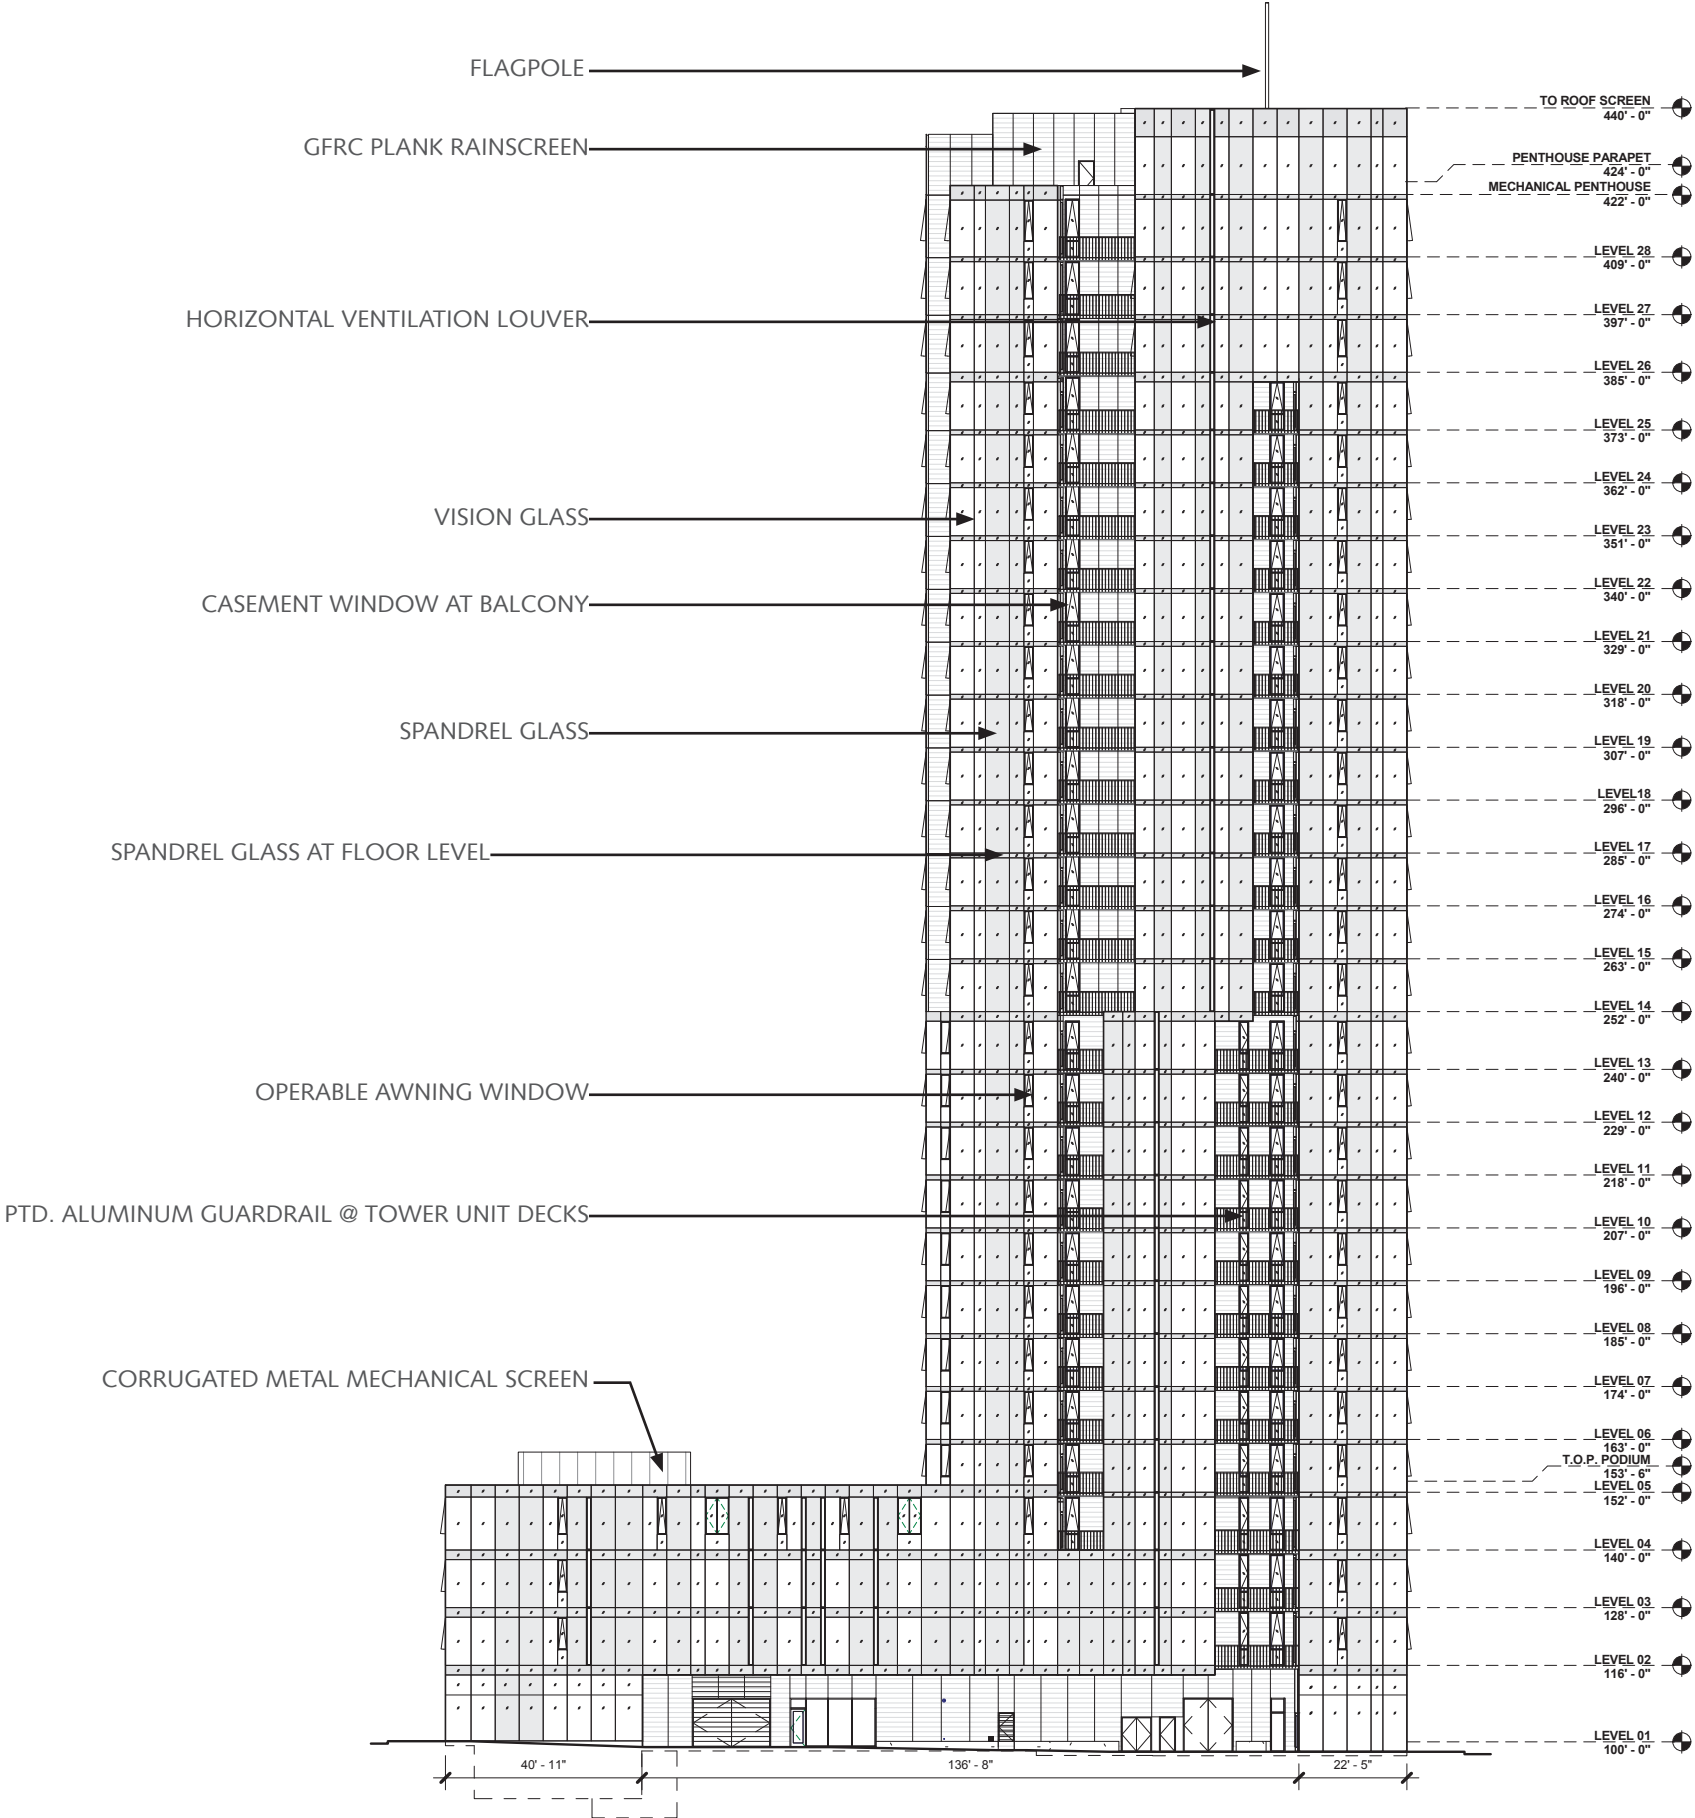 FLAGPOLE
GFRC PLANK RAINSCREEN
HORIZONTAL VENTILATION LOUVER
VISION GLASS
CASEMENT WINDOW AT BALCONY
SPANDREL GLASS
SPANDREL GLASS AT FLOOR LEVEL
OPERABLE AWNING WINDOW
PTD. ALUMINUM GUARDRAIL @ TOWER UNIT DECKS
CORRUGATED METAL MECHANICAL SCREEN
TO ROOF SCREEN
440' - 0"
PENTHOUSE PARAPET
424' - 0"
MECHANICAL PENTHOUSE
422' - 0"
LEVEL 28
409' - 0"
LEVEL 27
397' - 0"
LEVEL 26
385' - 0"
LEVEL 25
373' - 0"
LEVEL 24
362' - 0"
LEVEL 23
351' - 0"
LEVEL 22
340' - 0"
LEVEL 21
329' - 0"
LEVEL 20
318' - 0"
LEVEL 19
307' - 0"
LEVEL18
296' - 0"
LEVEL 17
285' - 0"
LEVEL 16
274' - 0"
LEVEL 15
263' - 0"
LEVEL 14
252' - 0"
LEVEL 13
240' - 0"
LEVEL 12
229' - 0"
LEVEL 11
218' - 0"
LEVEL 10
207' - 0"
LEVEL 09
196' - 0"
LEVEL 08
185' - 0"
LEVEL 07
174' - 0"
LEVEL 06
163' - 0"
T.O.P. PODIUM
153' - 6"
LEVEL 05
152' - 0"
LEVEL 04
140' - 0"
LEVEL 03
128' - 0"
LEVEL 02
116' - 0"
LEVEL 01
100' - 0"
40' - 11"
136' - 8"
22' - 5"